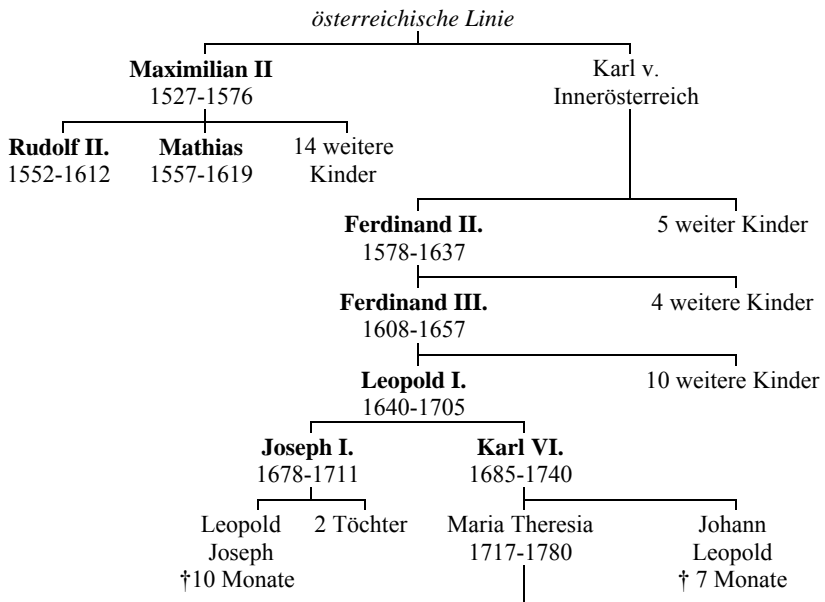 österreichische Linie
Maximilian II
1527-1576
Karl v.
Innerösterreich
Rudolf II.
1552-1612
Mathias
1557-1619
14 weitere
Kinder
Ferdinand II.
1578-1637
5 weiter Kinder
Ferdinand III.
1608-1657
4 weitere Kinder
Leopold I.
1640-1705
10 weitere Kinder
Joseph I.
1678-1711
Karl VI.
1685-1740
Leopold
Joseph
†10 Monate
2 Töchter
Maria Theresia
1717-1780
Johann
Leopold
† 7 Monate